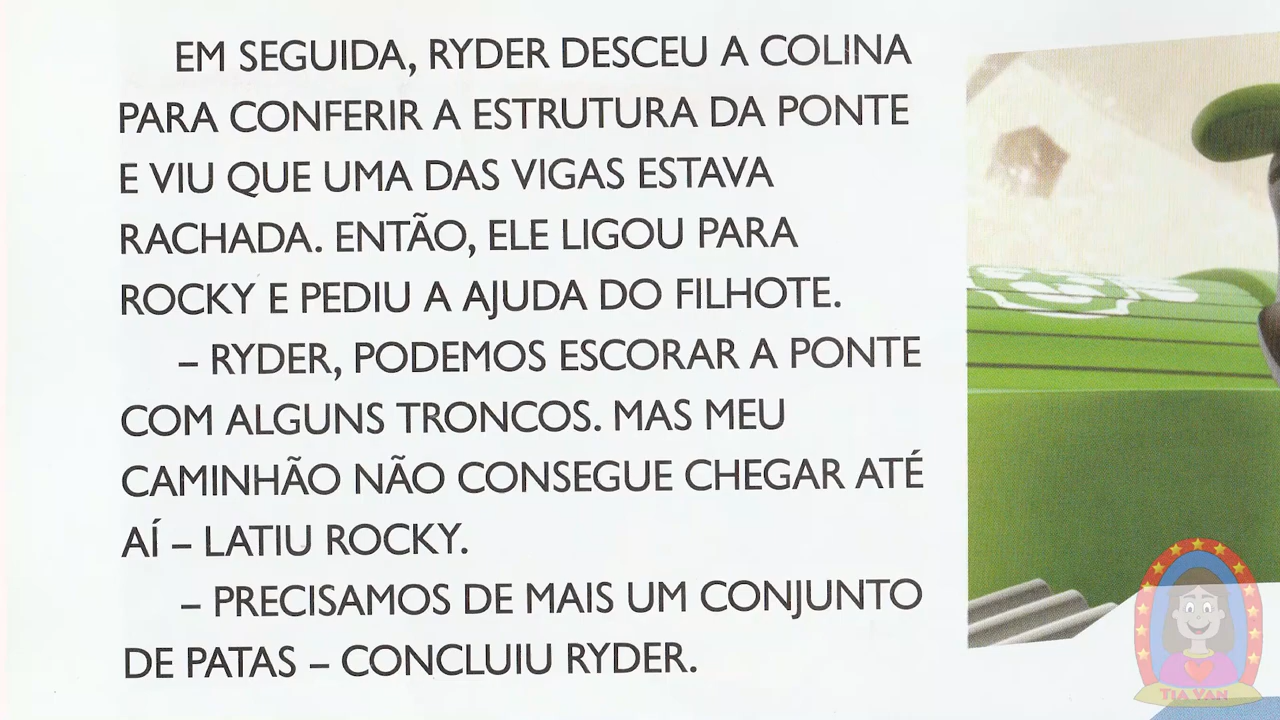 EM SEGUIDA, RYDER DESCEU A COLINA
PARA CONFERIR A ESTRUTURA DA PONTE
E VIU QUE UMA DAS VIGAS ESTAVA
RACHADA. ENTÃO, ELE LIGOU PARA
ROCKY E PEDIU A AJUDA DO FILHOTE.
– RYDER, PODEMOS ESCORAR A PONTE
COM ALGUNS TRONCOS. MAS MEU
CAMINHÃO NÃO CONSEGUE CHEGAR ATÉ
AÍ – LATIU ROCKY.
– PRECISAMOS DE MAIS UM CONJUNTO
DE PATAS – CONCLUIU RYDER.
TIA VAN